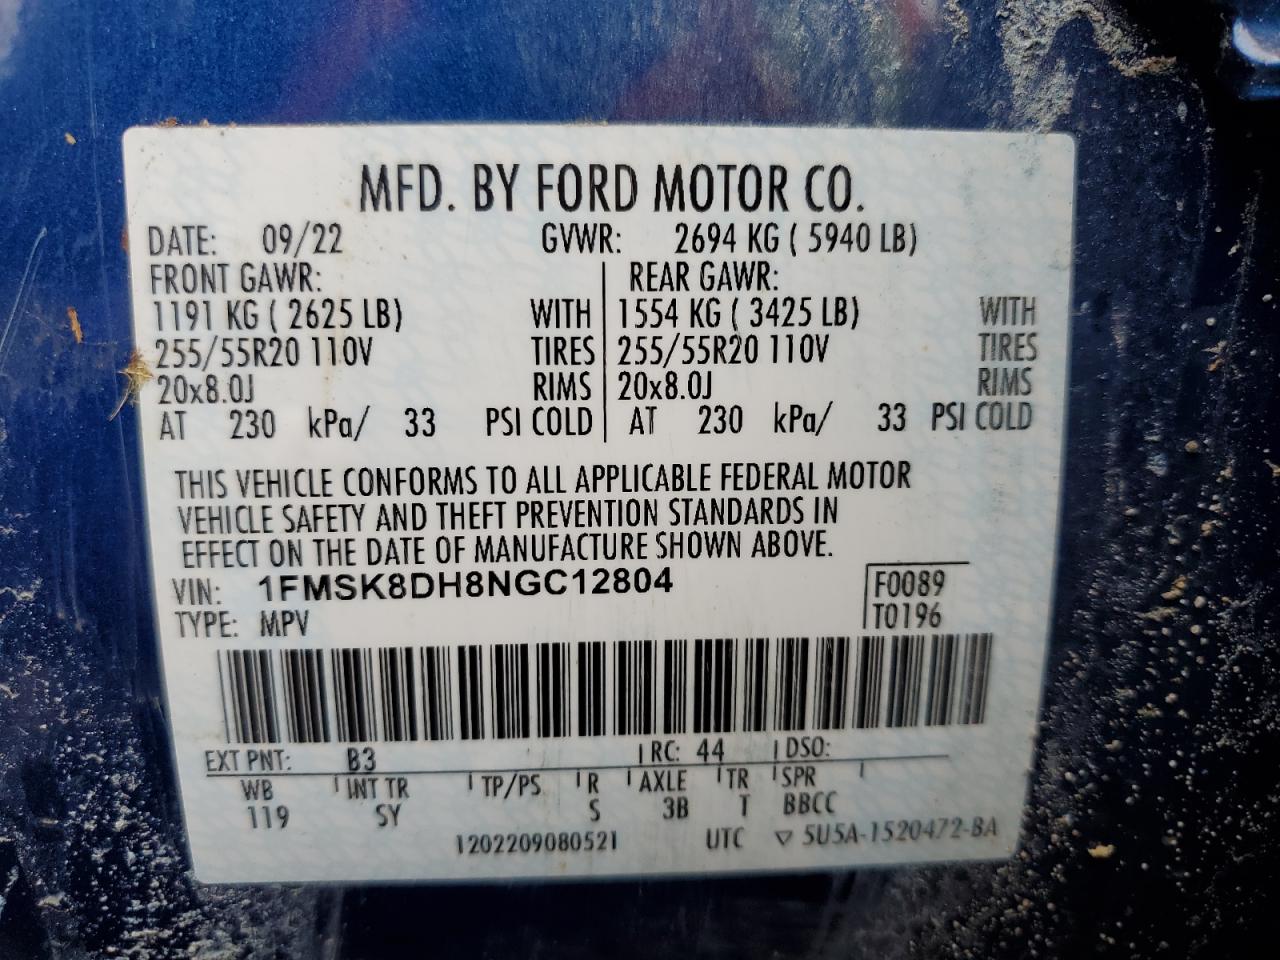 MFD. BY FORD MOTOR CO.
DATE: 09/22 GVWR: 2694 KG ( 5940 LB)
FRONT GAWR: REAR GAWR:
1191 KG ( 2625 LB) WITH 1554 KG ( 3425 LB) WITH
255/55R20 110V TIRES 255/55R20 110V TIRES
20x8.0J RIMS 20x8.0J RIMS
AT 230 kPa/ 33 PSI COLD AT 230 kPa/ 33 PSI COLD
THIS VEHICLE CONFORMS TO ALL APPLICABLE FEDERAL MOTOR
VEHICLE SAFETY AND THEFT PREVENTION STANDARDS IN
EFFECT ON THE DATE OF MANUFACTURE SHOWN ABOVE.
VIN: 1FMSK8DH8NGC12804 F0089
TYPE: MPV T0196
EXT PNT: B3 RC: 44 DSO:
WB INT TR TP/PS R AXLE TR SPR
119 SY S 3B T BBCC
1202209080521 UTC ▽ 5U5A-1520472-BA